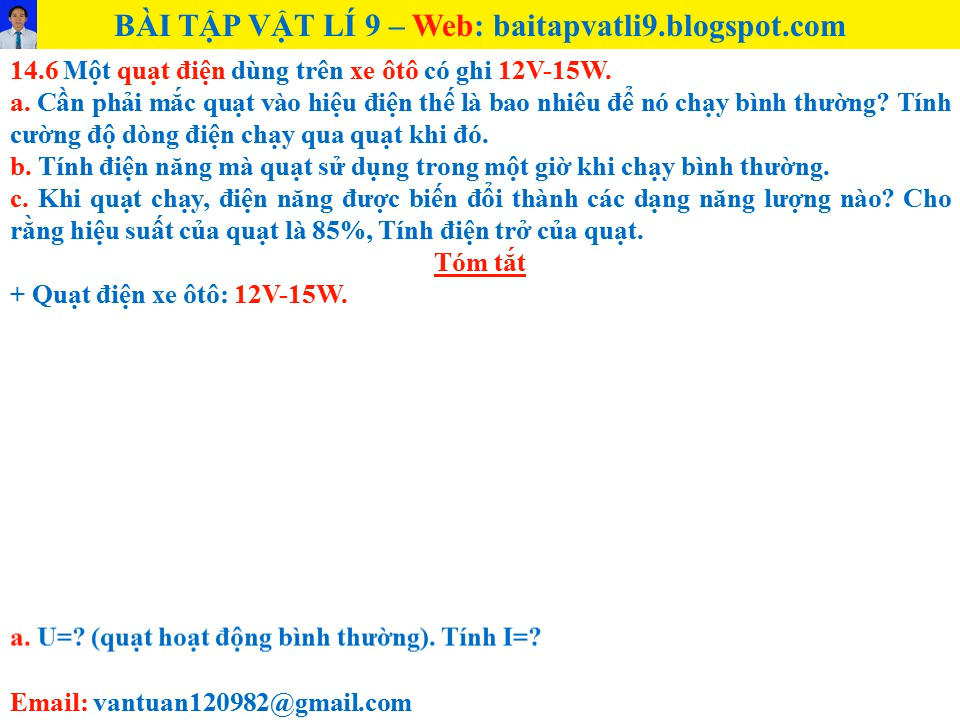 BÀI TẬP VẬT LÍ 9 – Web: baitapvatli9.blogspot.com
14.6 Một quạt điện dùng trên xe ôtô có ghi 12V-15W.
a. Cần phải mắc quạt vào hiệu điện thế là bao nhiêu để nó chạy bình thường? Tính
cường độ dòng điện chạy qua quạt khi đó.
b. Tính điện năng mà quạt sử dụng trong một giờ khi chạy bình thường.
c. Khi quạt chạy, điện năng được biến đổi thành các dạng năng lượng nào? Cho
rằng hiệu suất của quạt là 85%, Tính điện trở của quạt.
Tóm tắt
+ Quạt điện xe ôtô: 12V-15W.
a. U=? (quạt hoạt động bình thường). Tính I=?
Email: vantuan120982@gmail.com